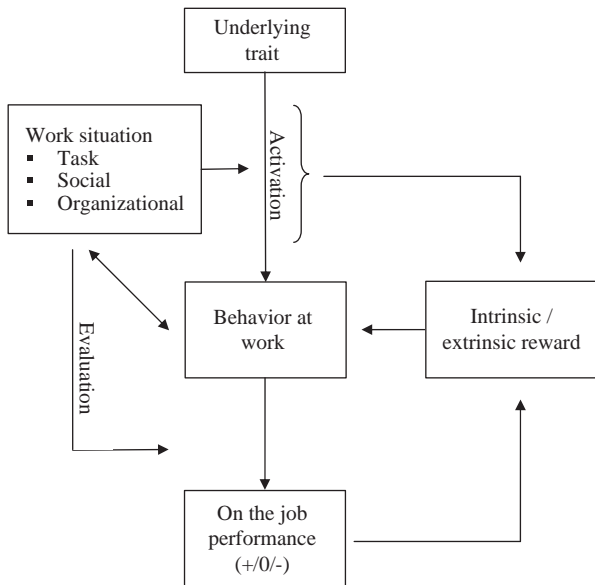 Underlying
trait
Work situation
▪ Task
▪ Social
▪ Organizational
Activation
Evaluation
Behavior at
work
Intrinsic /
extrinsic reward
On the job
performance
(+/0/-)